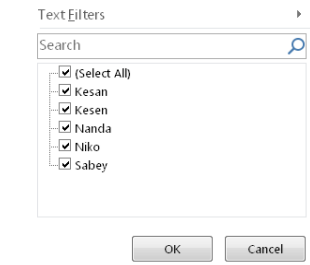 Text Filters
Search
(Select All)
Kesan
Kesen
Nanda
Niko
Sabey
OK
Cancel